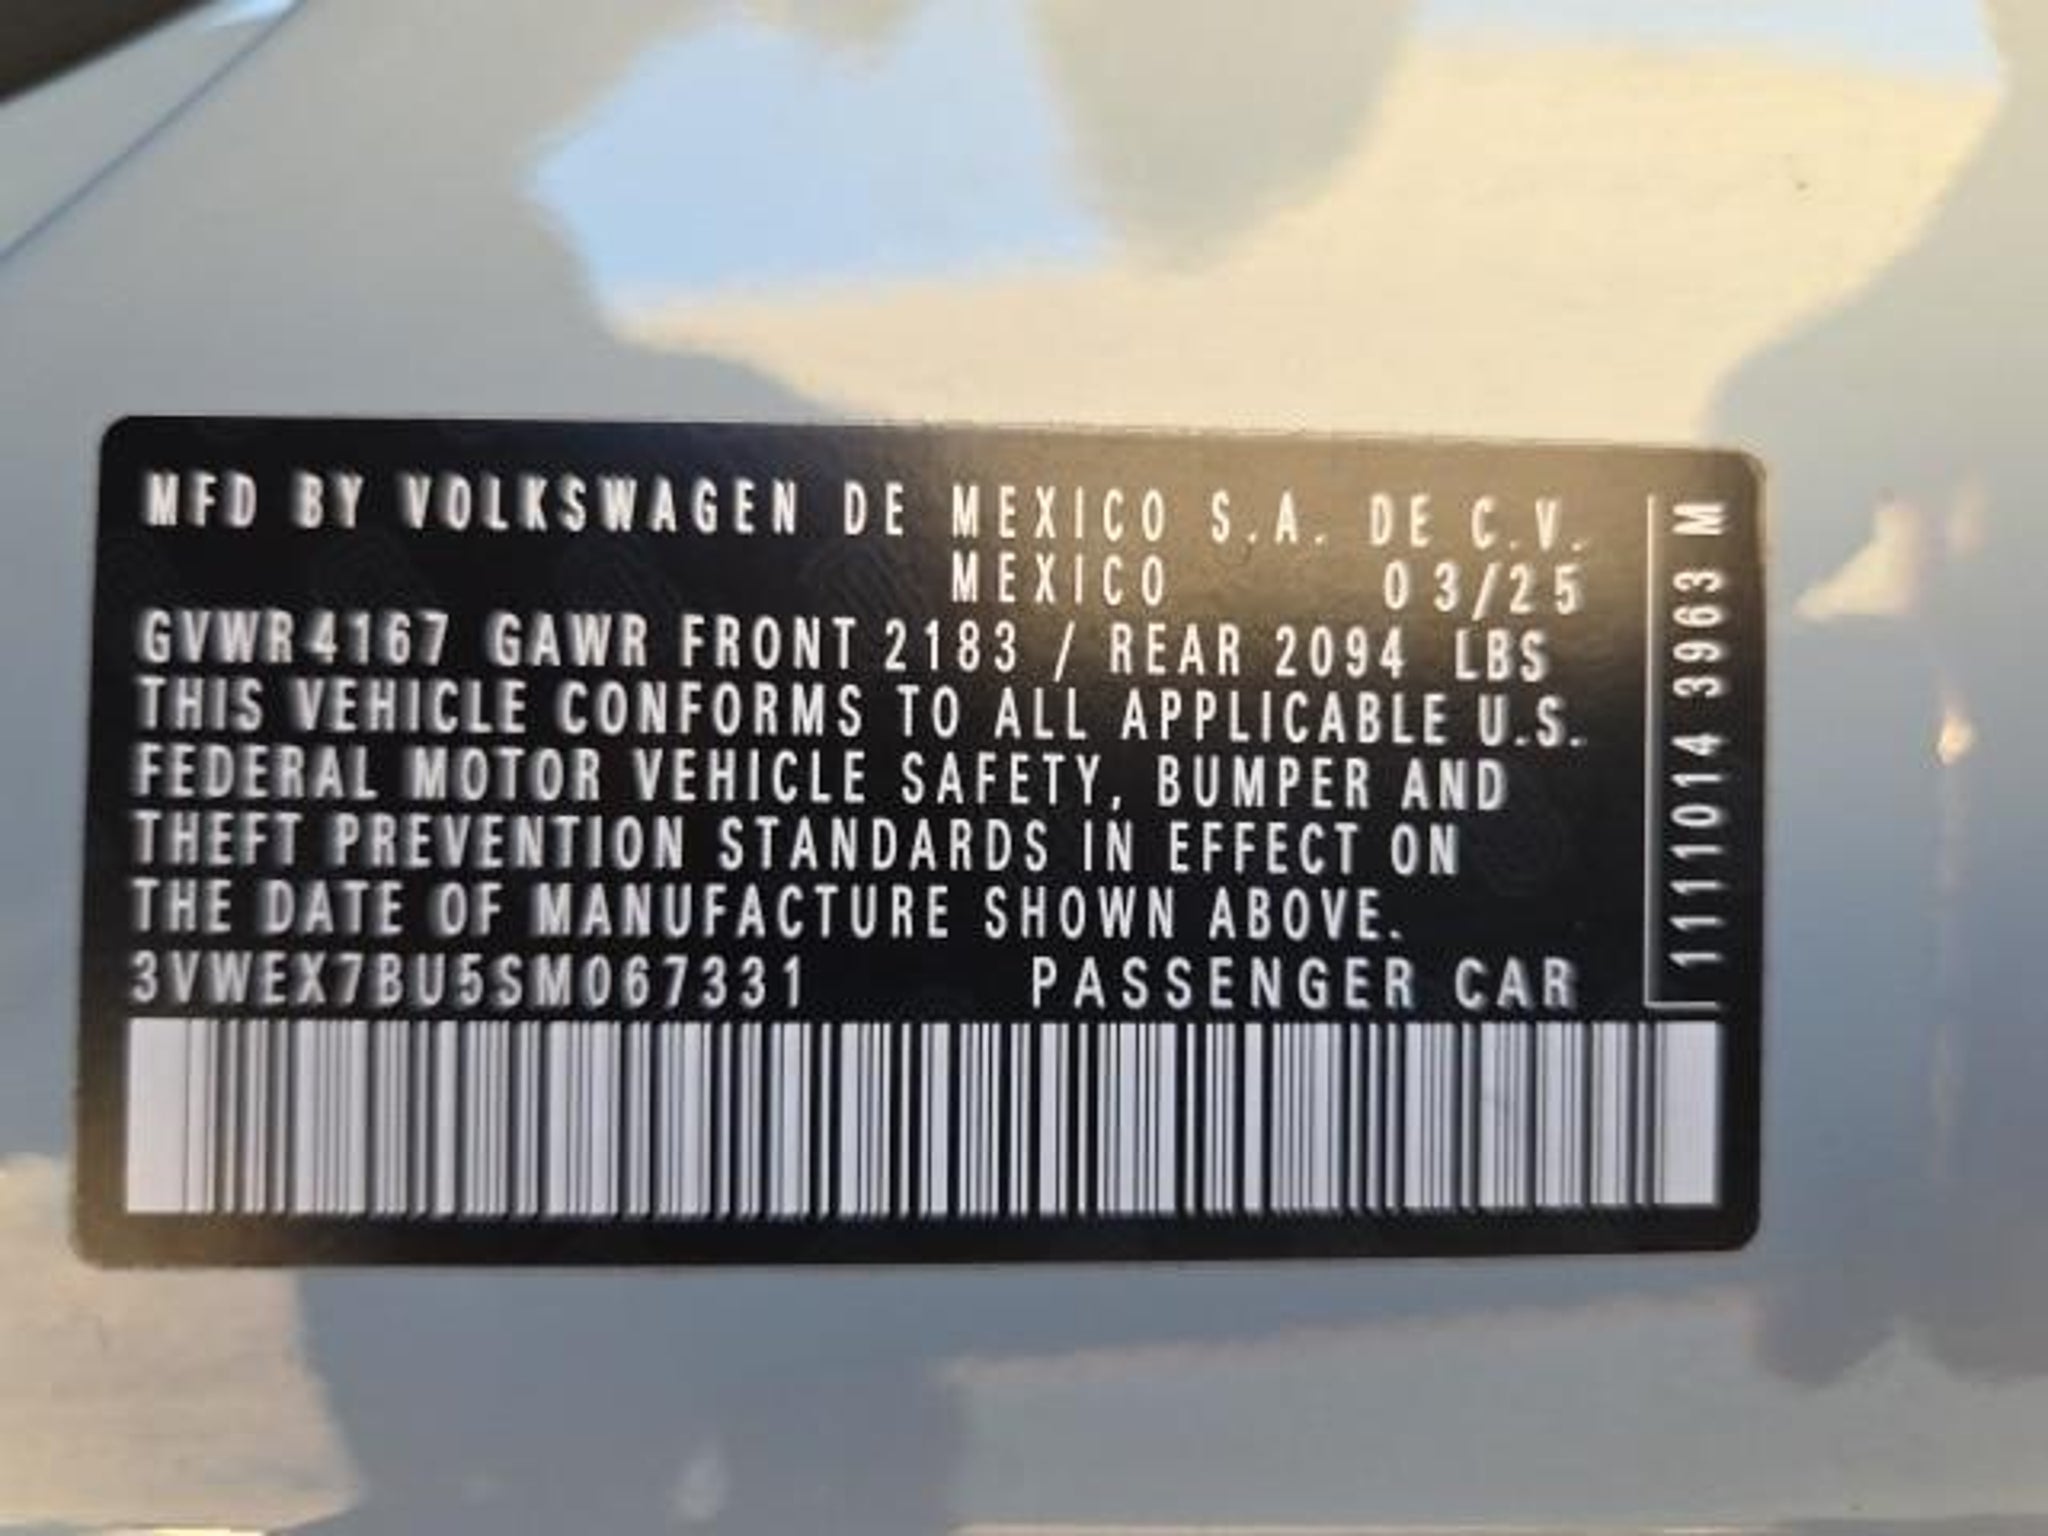 MFD BY VOLKSWAGEN DE MEXICO S.A. DE C.V.
MEXICO 03/25
GVWR 4167 GAWR FRONT 2183 / REAR 2094 LBS
THIS VEHICLE CONFORMS TO ALL APPLICABLE U.S.
FEDERAL MOTOR VEHICLE SAFETY, BUMPER AND
THEFT PREVENTION STANDARDS IN EFFECT ON
THE DATE OF MANUFACTURE SHOWN ABOVE.
3VWEX7BU5SM067331 PASSENGER CAR
1111014 3963 M